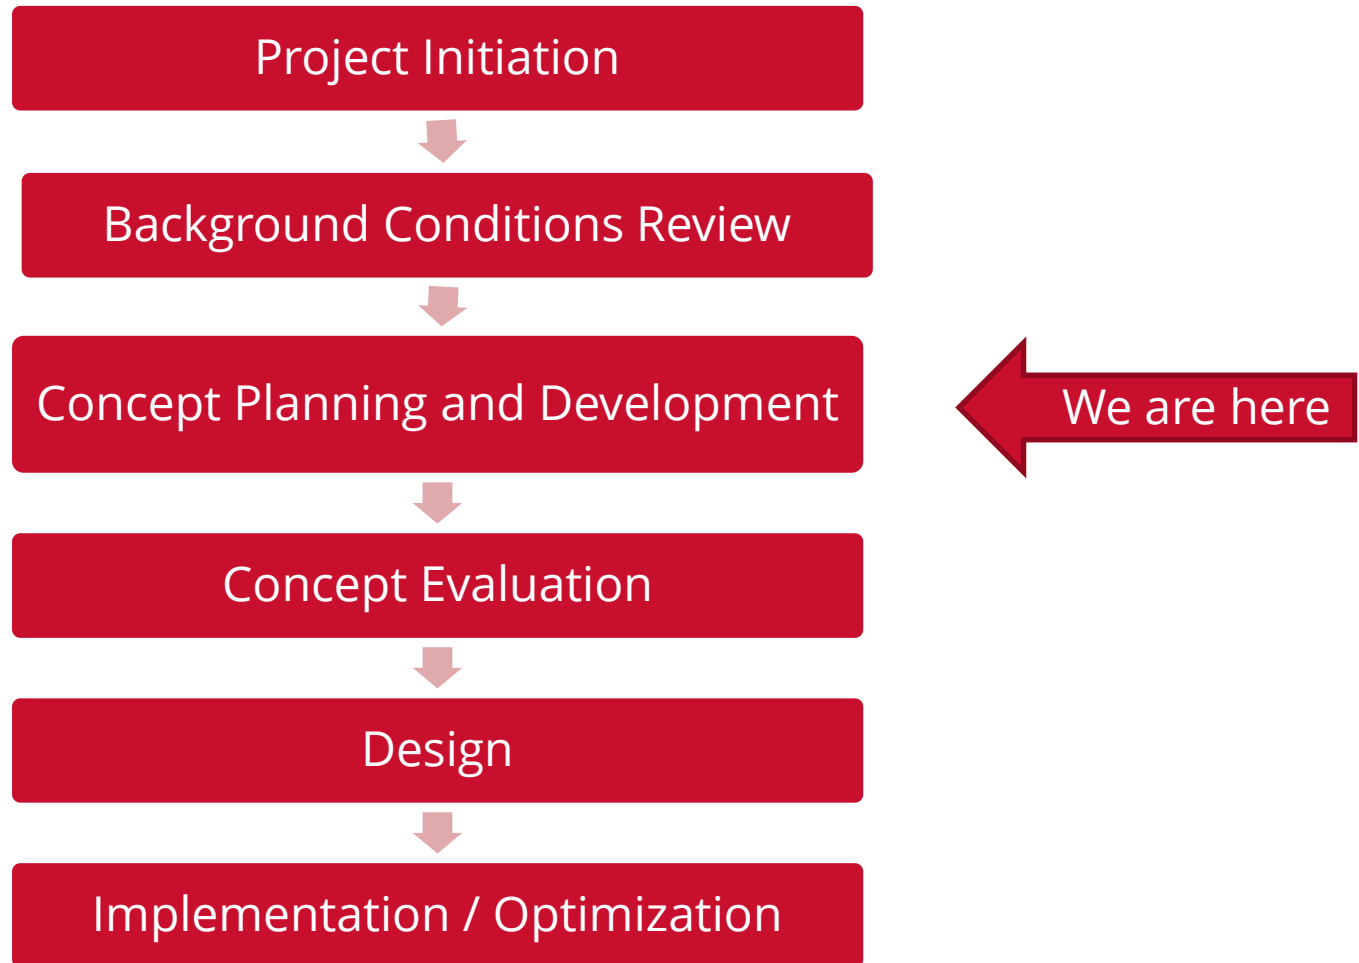 Project Initiation
Background Conditions Review
Concept Planning and Development
We are here
Concept Evaluation
Design
Implementation / Optimization